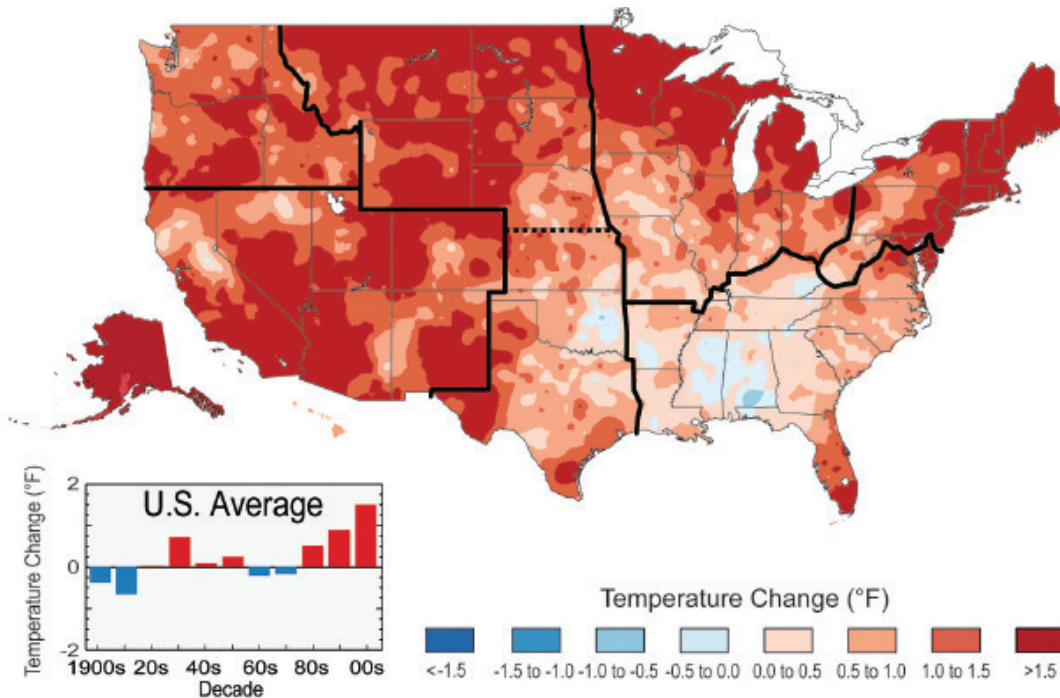 U.S. Average
Temperature Change (°F)
2
0
-2
1900s 20s 40s 60s 80s 00s
Decade
Temperature Change (°F)
<-1.5 -1.5 to -1.0 -1.0 to -0.5 -0.5 to 0.0 0.0 to 0.5 0.5 to 1.0 1.0 to 1.5 >1.5